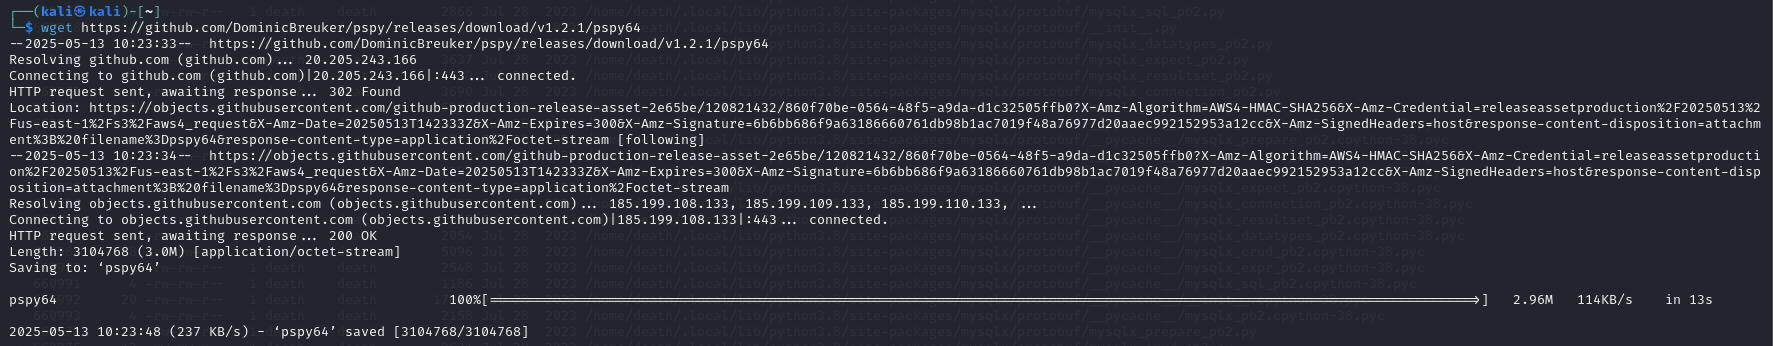 ┌──(kali㉿kali)-[~]
└─$ wget https://github.com/DominicBreuker/pspy/releases/download/v1.2.1/pspy64
--2025-05-13 10:23:33--  https://github.com/DominicBreuker/pspy/releases/download/v1.2.1/pspy64
Resolving github.com (github.com)... 20.205.243.166
Connecting to github.com (github.com)|20.205.243.166|:443... connected.
HTTP request sent, awaiting response... 302 Found
Location: https://objects.githubusercontent.com/github-production-release-asset-2e65be/120821432/860f70be-0564-48f5-a9da-d1c32505ffb0?X-Amz-Algorithm=AWS4-HMAC-SHA256&X-Amz-Credential=releaseassetproduction%2F20250513%2
Fus-east-1%2Fs3%2Faws4_request&X-Amz-Date=20250513T142333Z&X-Amz-Expires=300&X-Amz-Signature=6b6bb686f9a63186660761db98b1ac7019f48a76977d20aaec992152953a12cc&X-Amz-SignedHeaders=host&response-content-disposition=attachm
ent%3B%20filename%3Dpspy64&response-content-type=application%2Foctet-stream [following]
--2025-05-13 10:23:34--  https://objects.githubusercontent.com/github-production-release-asset-2e65be/120821432/860f70be-0564-48f5-a9da-d1c32505ffb0?X-Amz-Algorithm=AWS4-HMAC-SHA256&X-Amz-Credential=releaseassetproducti
on%2F20250513%2Fus-east-1%2Fs3%2Faws4_request&X-Amz-Date=20250513T142333Z&X-Amz-Expires=300&X-Amz-Signature=6b6bb686f9a63186660761db98b1ac7019f48a76977d20aaec992152953a12cc&X-Amz-SignedHeaders=host&response-content-disp
osition=attachment%3B%20filename%3Dpspy64&response-content-type=application%2Foctet-stream
Resolving objects.githubusercontent.com (objects.githubusercontent.com)... 185.199.108.133, 185.199.109.133, 185.199.110.133, ...
Connecting to objects.githubusercontent.com (objects.githubusercontent.com)|185.199.108.133|:443... connected.
HTTP request sent, awaiting response... 200 OK
Length: 3104768 (3.0M) [application/octet-stream]
Saving to: ‘pspy64’
pspy64 100%[==================================================>] 2.96M 114KB/s in 13s
2025-05-13 10:23:48 (237 KB/s) - ‘pspy64’ saved [3104768/3104768]